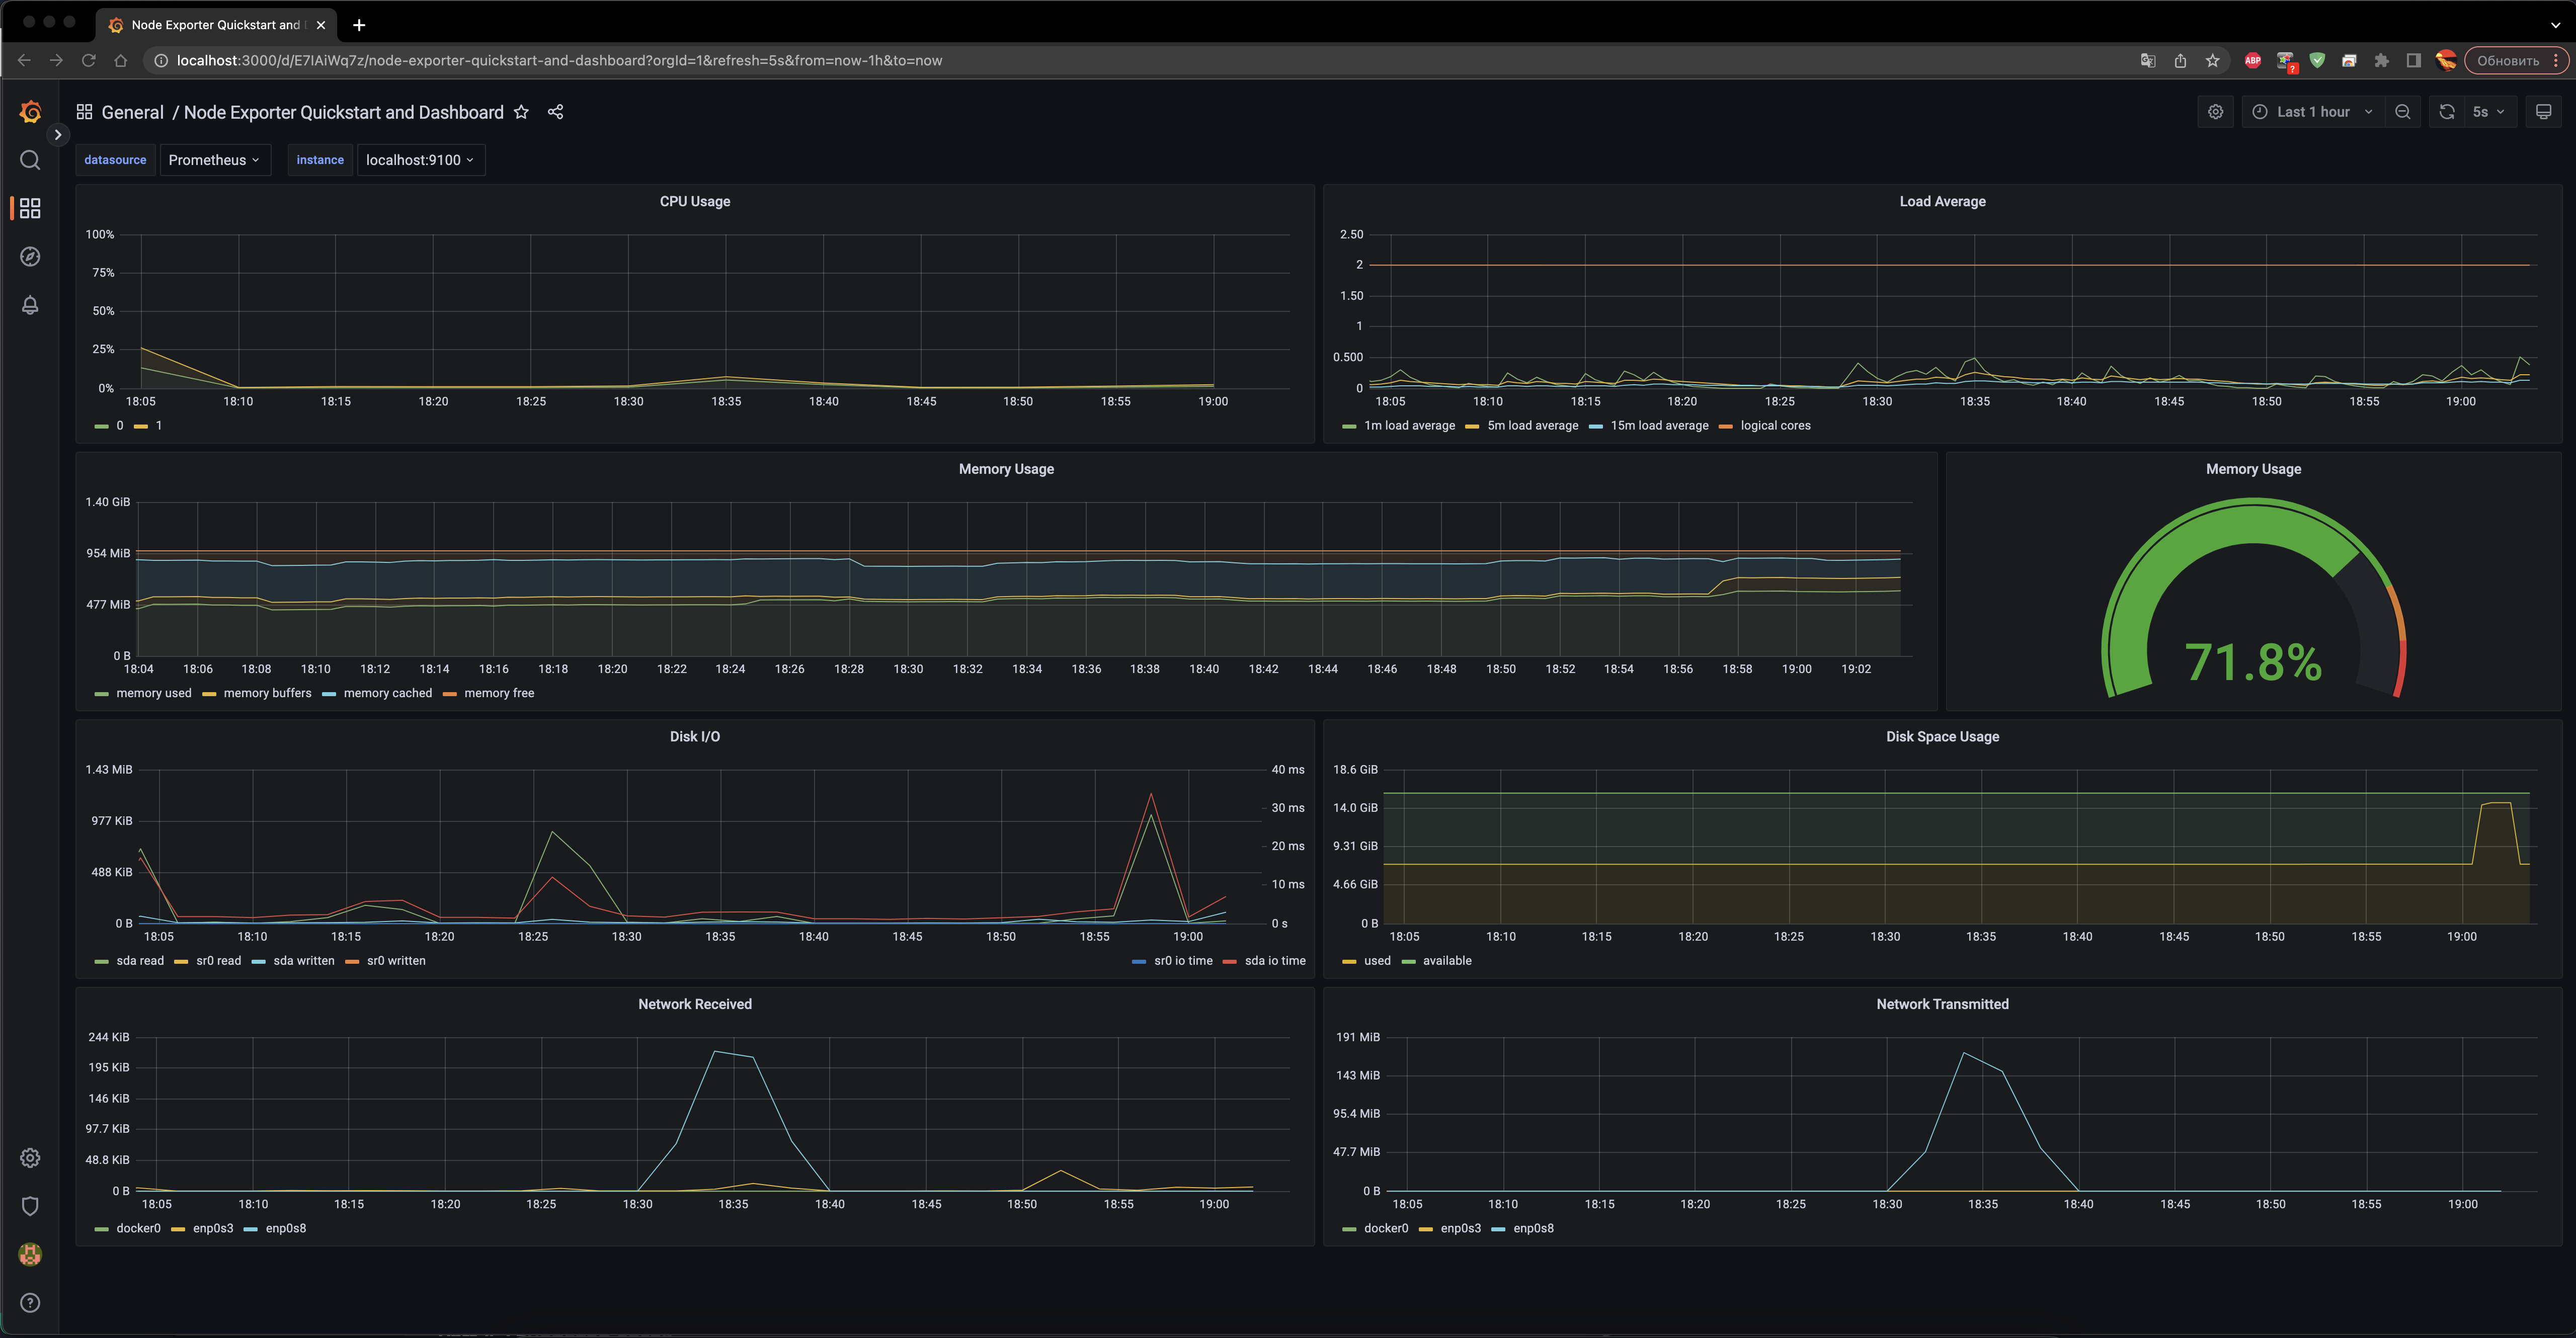 Node Exporter Quickstart and
localhost:3000/d/E7IAiWq7z/node-exporter-quickstart-and-dashboard?orgId=1&refresh=5s&from=now-1h&to=now
ABP
?
Обновить
General / Node Exporter Quickstart and Dashboard
Last 1 hour
5s
datasource Prometheus instance localhost:9100
CPU Usage
100%
75%
50%
25%
0%
18:05 18:10 18:15 18:20 18:25 18:30 18:35 18:40 18:45 18:50 18:55 19:00
0 1
Load Average
2.50
2
1.50
1
0.500
0
18:05 18:10 18:15 18:20 18:25 18:30 18:35 18:40 18:45 18:50 18:55 19:00
1m load average 5m load average 15m load average logical cores
Memory Usage
1.40 GiB
954 MiB
477 MiB
0 B
18:04 18:06 18:08 18:10 18:12 18:14 18:16 18:18 18:20 18:22 18:24 18:26 18:28 18:30 18:32 18:34 18:36 18:38 18:40 18:42 18:44 18:46 18:48 18:50 18:52 18:54 18:56 18:58 19:00 19:02
memory used memory buffers memory cached memory free
Memory Usage
71.8%
Disk I/O
1.43 MiB
977 KiB
488 KiB
0 B
40 ms
30 ms
20 ms
10 ms
0 s
18:05 18:10 18:15 18:20 18:25 18:30 18:35 18:40 18:45 18:50 18:55 19:00
sda read sr0 read sda written sr0 written sr0 io time sda io time
Disk Space Usage
18.6 GiB
14.0 GiB
9.31 GiB
4.66 GiB
0 B
18:05 18:10 18:15 18:20 18:25 18:30 18:35 18:40 18:45 18:50 18:55 19:00
used available
Network Received
244 KiB
195 KiB
146 KiB
97.7 KiB
48.8 KiB
0 B
18:05 18:10 18:15 18:20 18:25 18:30 18:35 18:40 18:45 18:50 18:55 19:00
docker0 enp0s3 enp0s8
Network Transmitted
191 MiB
143 MiB
95.4 MiB
47.7 MiB
0 B
18:05 18:10 18:15 18:20 18:25 18:30 18:35 18:40 18:45 18:50 18:55 19:00
docker0 enp0s3 enp0s8